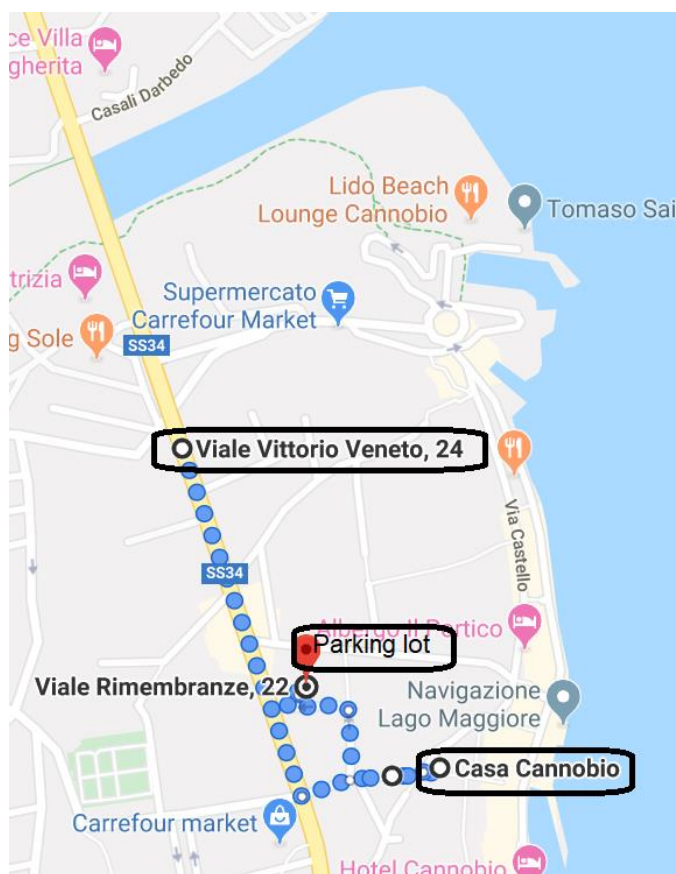 ce Villa
gherita
Casali Darbedo
Lido Beach
Lounge Cannobio
Tomaso Sai
trizia
Supermercato
Carrefour Market
g Sole
SS34
Viale Vittorio Veneto, 24
Via Castello
SS34
Albergo Il Portico
Parking lot
Viale Rimembranze, 22
Navigazione
Lago Maggiore
Casa Cannobio
Carrefour market
Hotel Cannobio